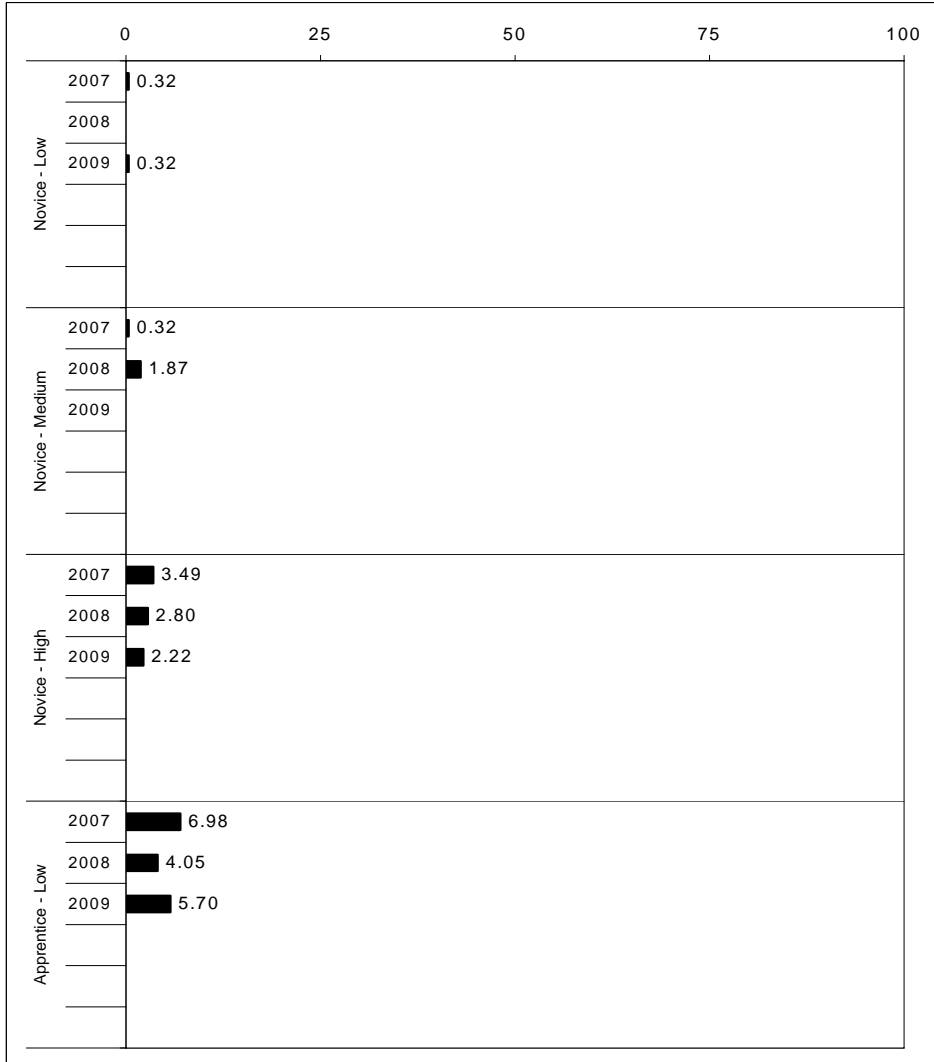 0 25 50 75 100
Novice - Low
2007 0.32
2008
2009 0.32
Novice - Medium
2007 0.32
2008 1.87
2009
Novice - High
2007 3.49
2008 2.80
2009 2.22
Apprentice - Low
2007 6.98
2008 4.05
2009 5.70